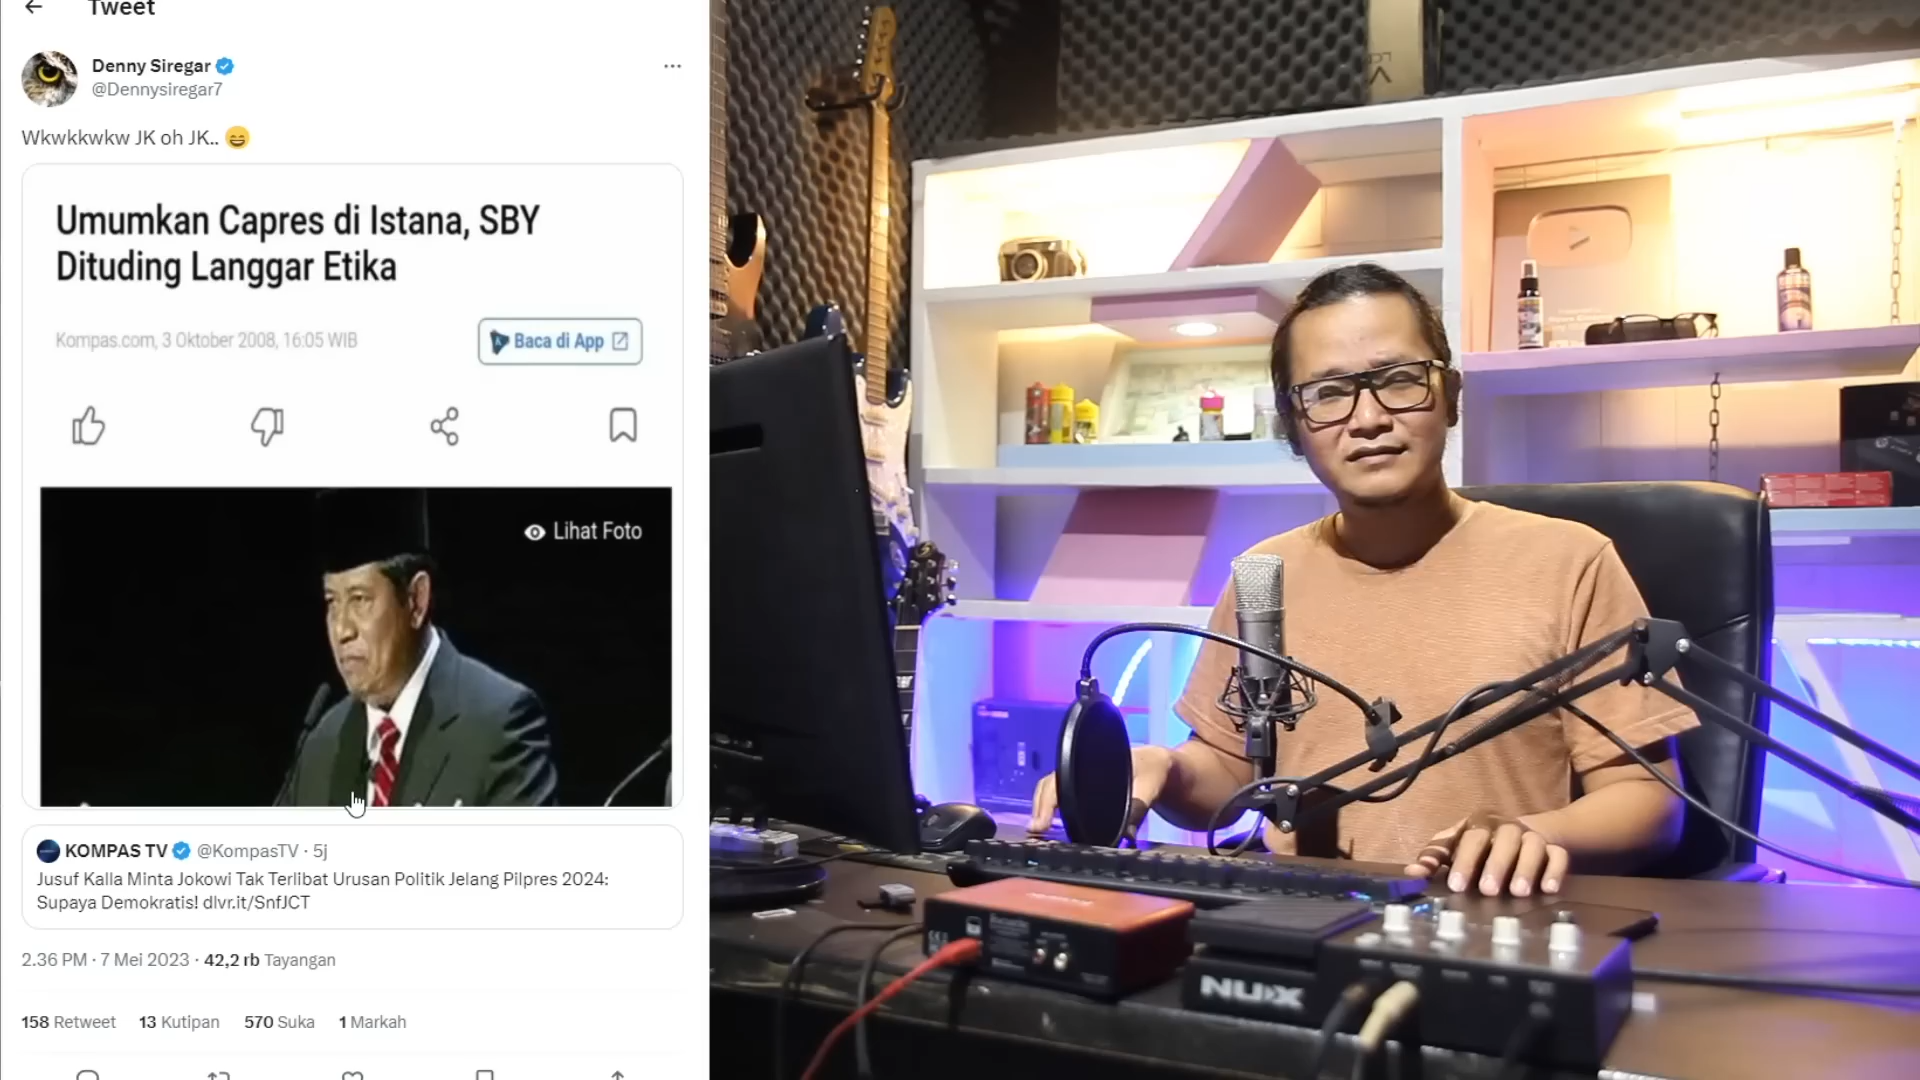 Tweet
Denny Siregar
@Dennysiregar7
Wkwkkwkw JK oh JK..
Umumkan Capres di Istana, SBY
Dituding Langgar Etika
Kompas.com, 3 Oktober 2008, 16:05 WIB
Baca di App
Lihat Foto
KOMPAS TV @KompasTV · 5j
Jusuf Kalla Minta Jokowi Tak Terlibat Urusan Politik Jelang Pilpres 2024:
Supaya Demokratis! dlvr.it/SnfJCT
2.36 PM · 7 Mei 2023 · 42,2 rb Tayangan
158 Retweet 13 Kutipan 570 Suka 1 Markah
NUX